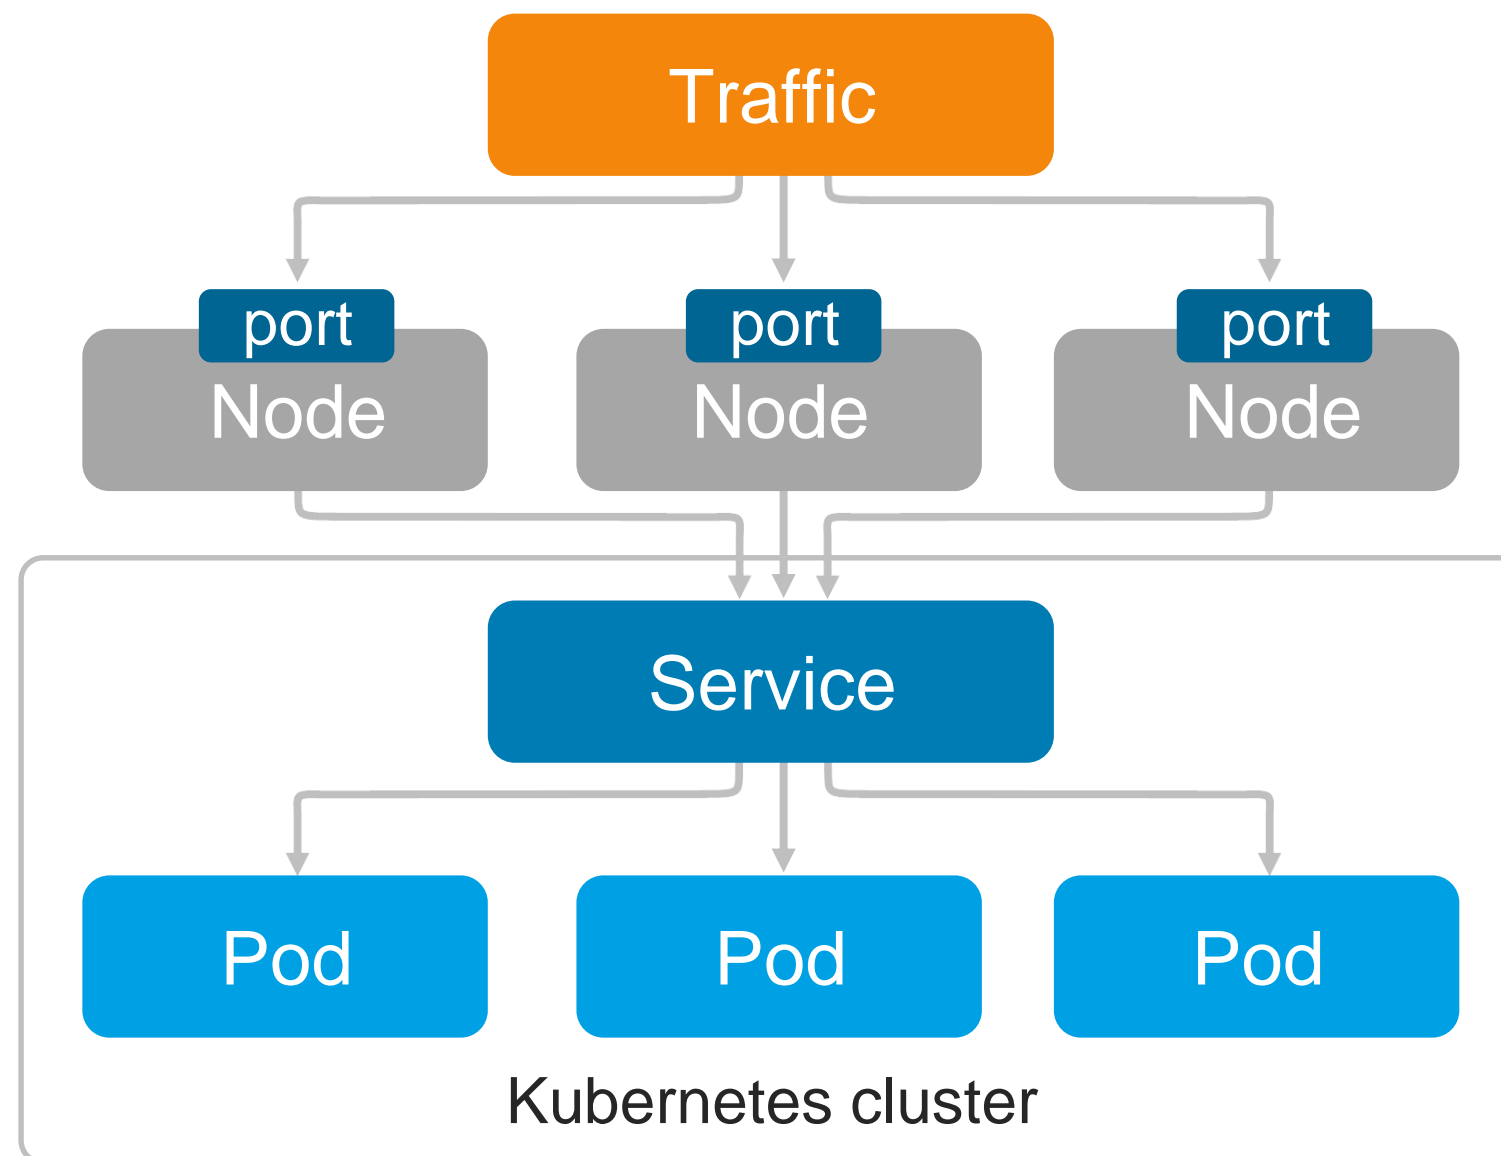 Traffic
port
port
port
Node
Node
Node
Service
Pod
Pod
Pod
Kubernetes cluster